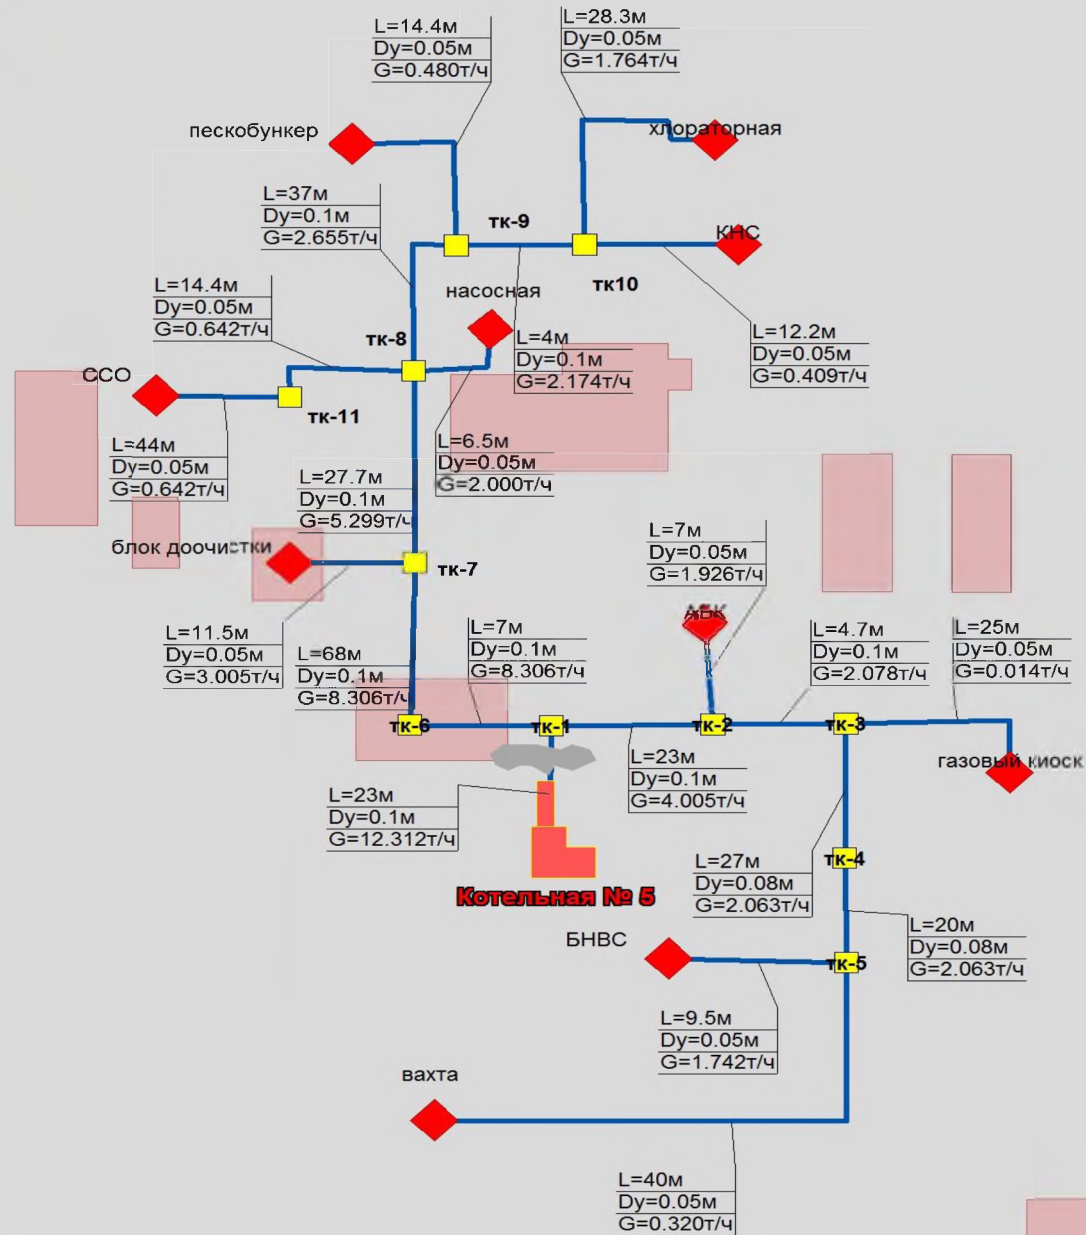 L=14.4м
Dy=0.05м
G=0.480т/ч
L=28.3м
Dy=0.05м
G=1.764т/ч
пескобункер
хлораторная
L=37м
Dy=0.1м
G=2.655т/ч
тк-9
КНС
тк10
L=14.4м
Dy=0.05м
G=0.642т/ч
насосная
тк-8
L=4м
Dy=0.1м
G=2.174т/ч
L=12.2м
Dy=0.05м
G=0.409т/ч
ССО
тк-11
L=44м
Dy=0.05м
G=0.642т/ч
L=6.5м
Dy=0.05м
G=2.000т/ч
L=27.7м
Dy=0.1м
G=5.299т/ч
блок доочистки
тк-7
L=7м
Dy=0.05м
G=1.926т/ч
АБК
L=11.5м
Dy=0.05м
G=3.005т/ч
L=68м
Dy=0.1м
G=8.306т/ч
L=7м
Dy=0.1м
G=8.306т/ч
L=4.7м
Dy=0.1м
G=2.078т/ч
L=25м
Dy=0.05м
G=0.014т/ч
тк-6
тк-1
тк-2
тк-3
газовый киоск
L=23м
Dy=0.1м
G=4.005т/ч
L=23м
Dy=0.1м
G=12.312т/ч
Котельная № 5
L=27м
Dy=0.08м
G=2.063т/ч
тк-4
L=20м
Dy=0.08м
G=2.063т/ч
БНВС
тк-5
L=9.5м
Dy=0.05м
G=1.742т/ч
вахта
L=40м
Dy=0.05м
G=0.320т/ч